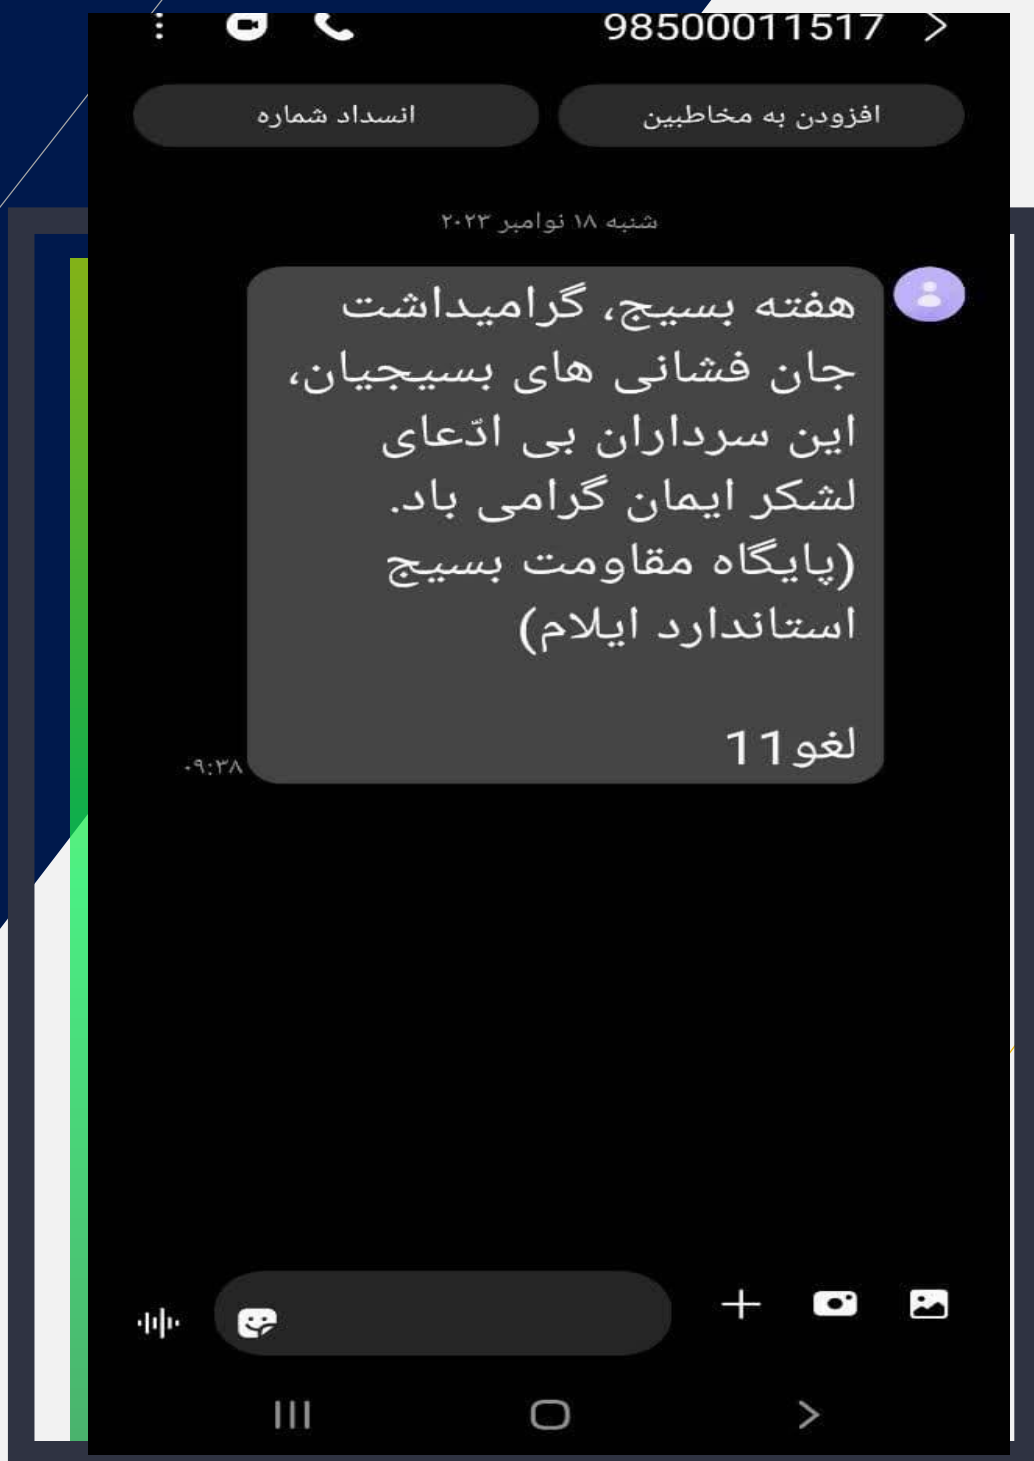 98500011517
افزودن به مخاطبین
انسداد شماره
شنبه ۱۸ نوامبر ۲۰۲۳
هفته بسیج، گرامیداشت
جان فشانی های بسیجیان،
این سرداران بی ادّعای
لشکر ایمان گرامی باد.
(پایگاه مقاومت بسیج
استاندارد ایلام)
لغو11
۰۹:۳۸